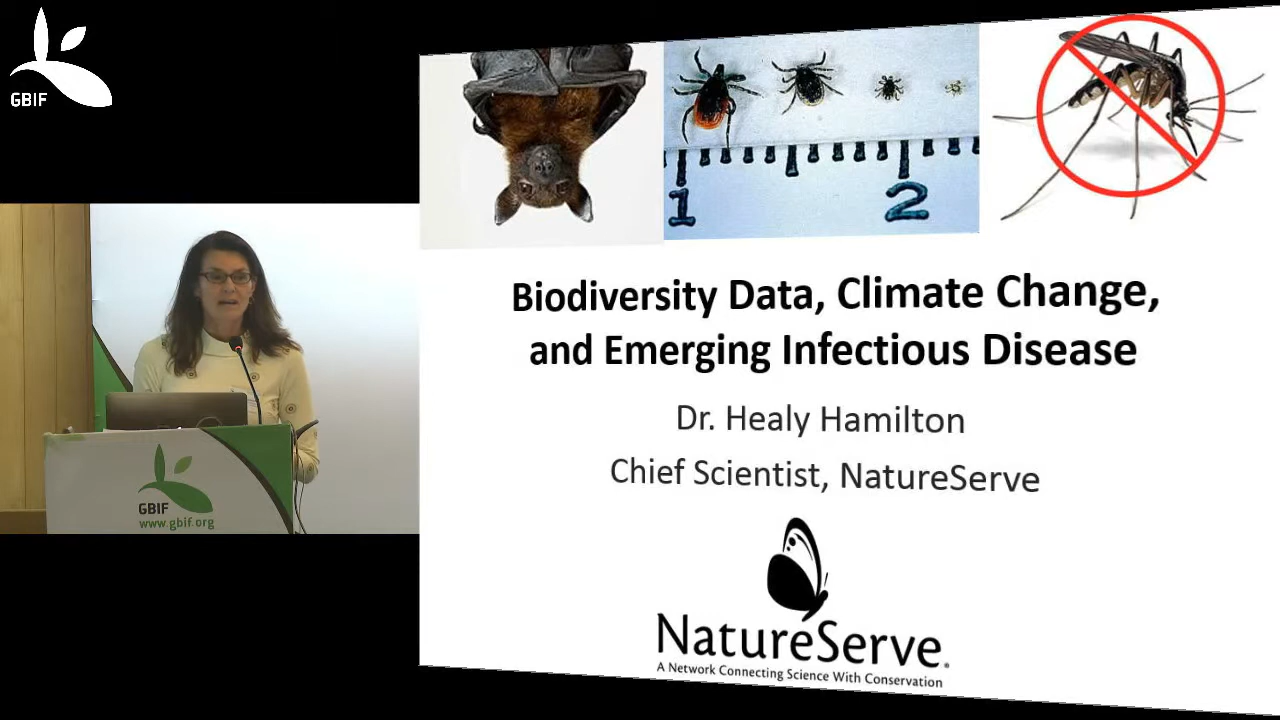 GBIF
1 2
Biodiversity Data, Climate Change,
and Emerging Infectious Disease
Dr. Healy Hamilton
Chief Scientist, NatureServe
NatureServe®
A Network Connecting Science With Conservation
GBIF
www.gbif.org